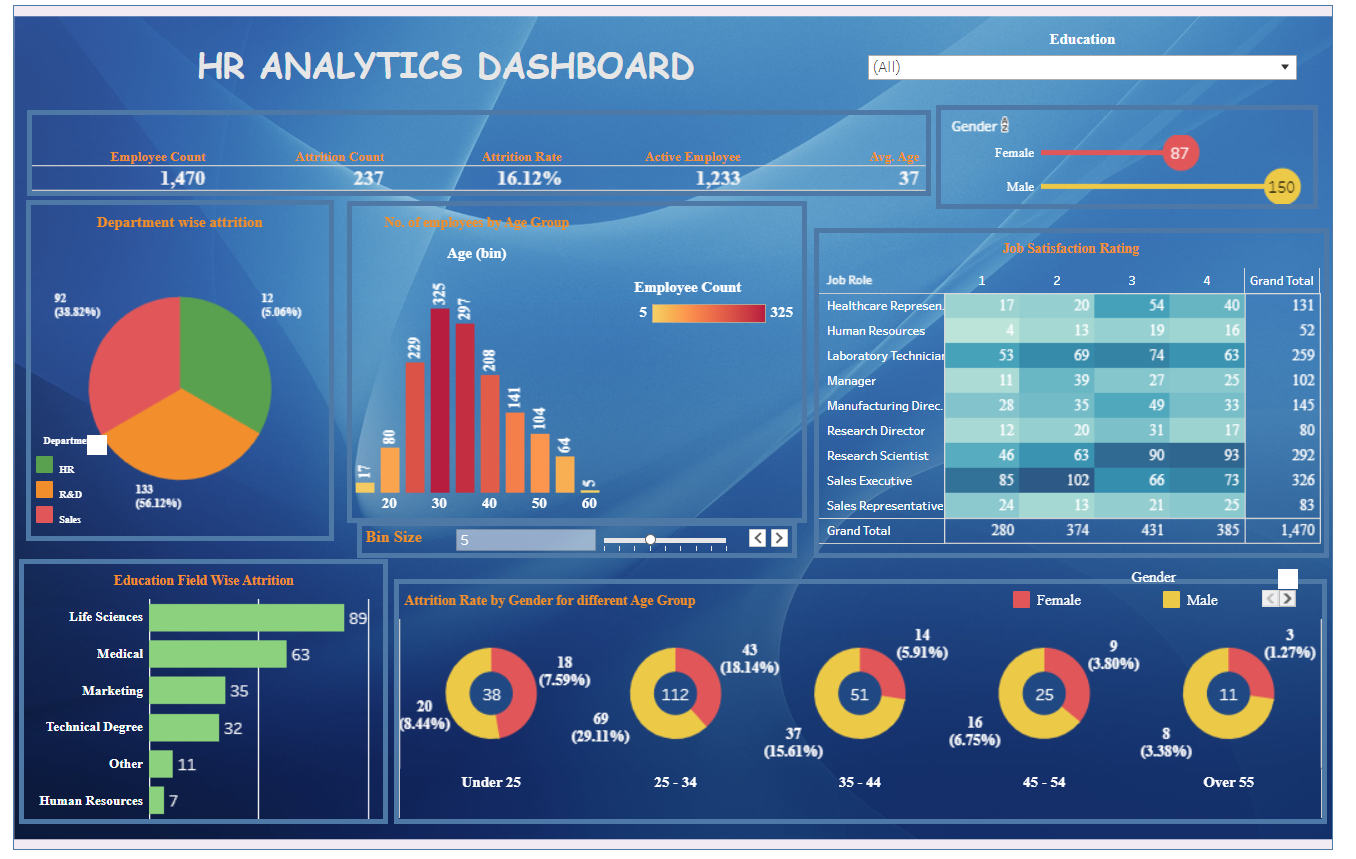 HR ANALYTICS DASHBOARD
Education
(All)
Employee Count Attrition Count Attrition Rate Active Employee Avg. Age
1,470 237 16.12% 1,233 37
Gender
Female 87
Male 150
Department wise attrition
92
(38.82%)
12
(5.06%)
133
(56.12%)
Departme
HR
R&D
Sales
No. of employees by Age Group
Age (bin)
Employee Count
5 325
17 80 229 325 297 208 141 104 64 5
20 30 40 50 60
Bin Size 5
Job Satisfaction Rating
Job Role 1 2 3 4 Grand Total
Healthcare Represen.. 17 20 54 40 131
Human Resources 4 13 19 16 52
Laboratory Technician 53 69 74 63 259
Manager 11 39 27 25 102
Manufacturing Direc.. 28 35 49 33 145
Research Director 12 20 31 17 80
Research Scientist 46 63 90 93 292
Sales Executive 85 102 66 73 326
Sales Representative 24 13 21 25 83
Grand Total 280 374 431 385 1,470
Education Field Wise Attrition
Life Sciences 89
Medical 63
Marketing 35
Technical Degree 32
Other 11
Human Resources 7
Gender
Female Male
Attrition Rate by Gender for different Age Group
18
(7.59%)
38
20
(8.44%)
Under 25
43
(18.14%)
112
69
(29.11%)
25 - 34
14
(5.91%)
51
37
(15.61%)
35 - 44
9
(3.80%)
25
16
(6.75%)
45 - 54
3
(1.27%)
11
8
(3.38%)
Over 55